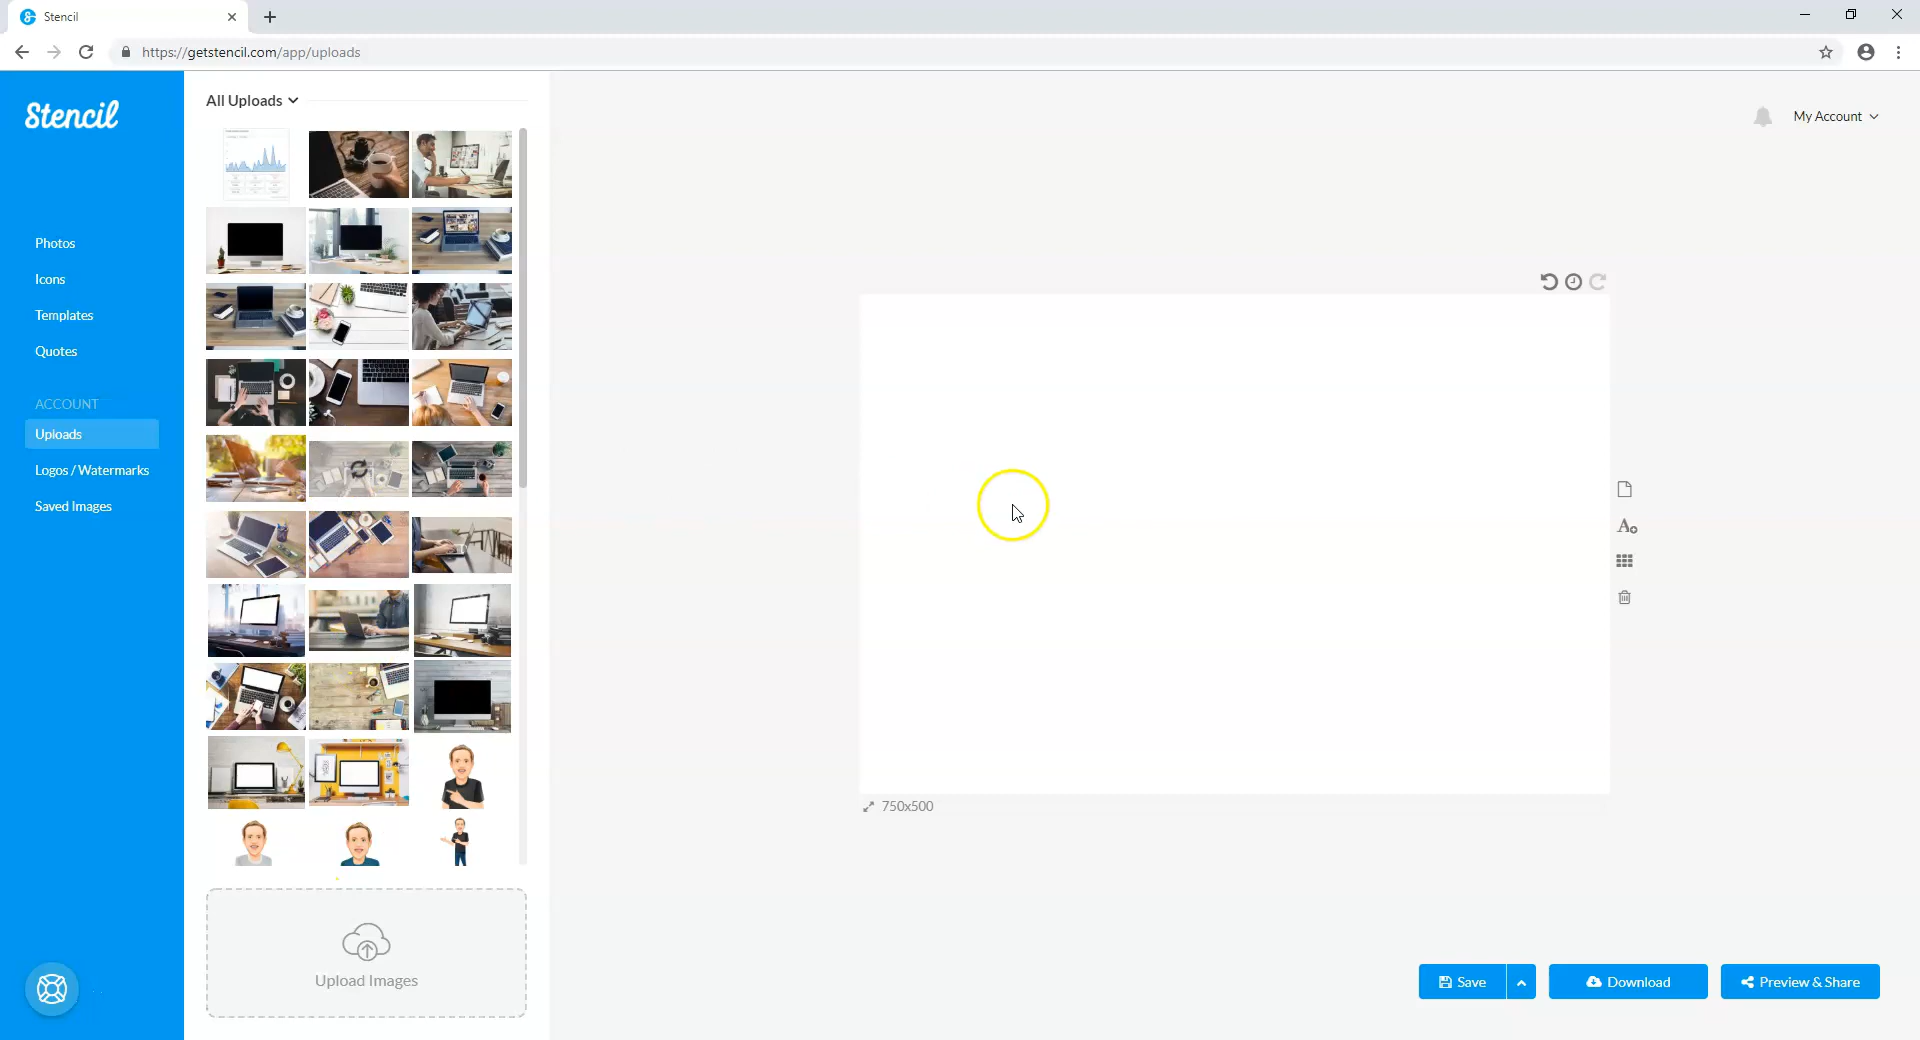 Stencil
https://getstencil.com/app/uploads
Stencil
All Uploads
My Account
Photos
Icons
Templates
Quotes
ACCOUNT
Uploads
Logos / Watermarks
Saved Images
750x500
Upload Images
Save
Download
Preview & Share